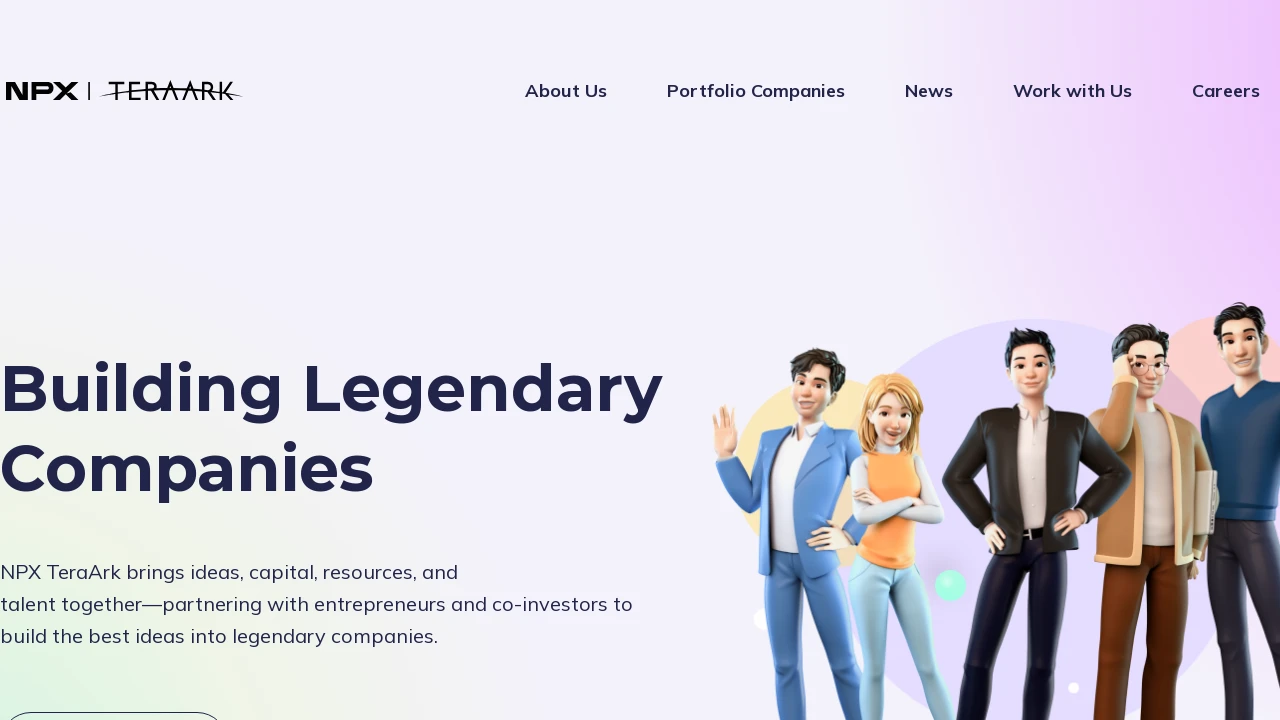 NPX | TERAARK
About Us
Portfolio Companies
News
Work with Us
Careers
Building Legendary
Companies
NPX TeraArk brings ideas, capital, resources, and
talent together—partnering with entrepreneurs and co-investors to
build the best ideas into legendary companies.